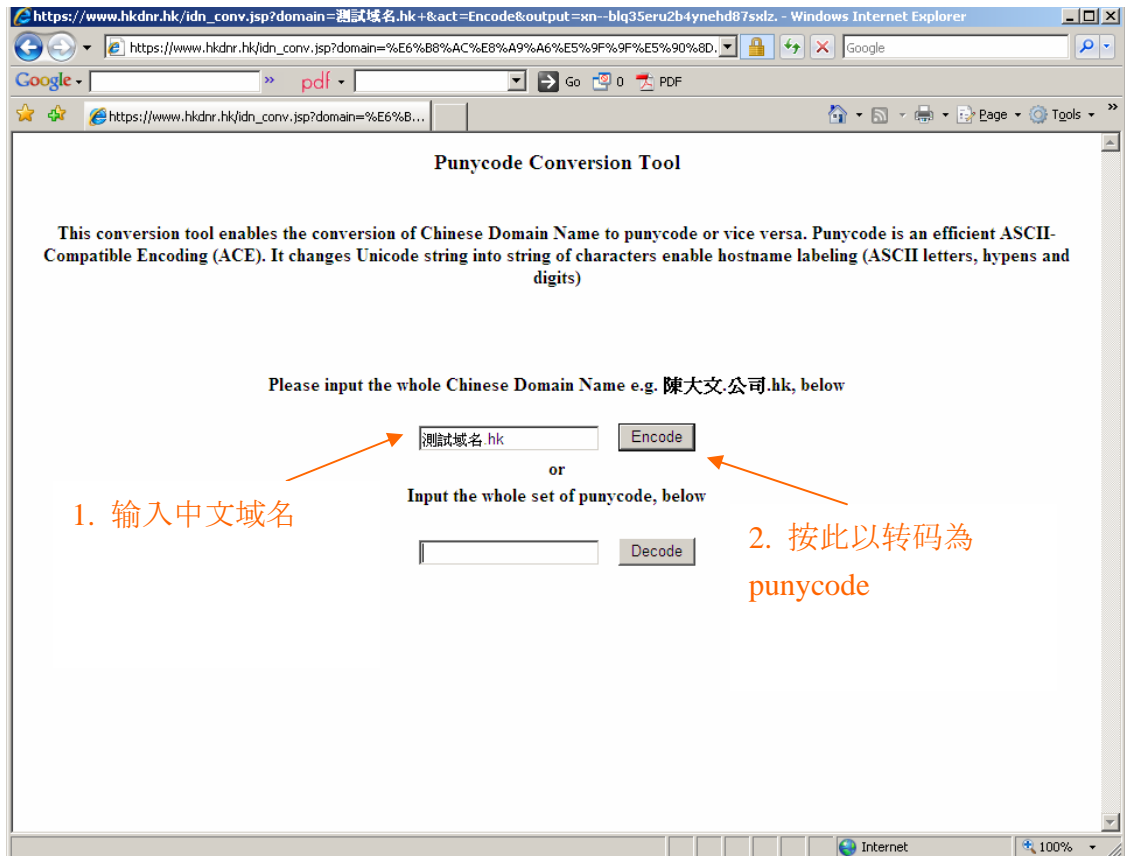 https://www.hkdnr.hk/idn_conv.jsp?domain=測試域名.hk+&act=Encode&output=xn--blq35eru2b4ynehd87sxlz. - Windows Internet Explorer
https://www.hkdnr.hk/idn_conv.jsp?domain=%E6%B8%AC%E8%A9%A6%E5%9F%9F%E5%90%8D. Google
Google pdf Go 0 PDF
https://www.hkdnr.hk/idn_conv.jsp?domain=%E6%B... Page Tools
Punycode Conversion Tool
This conversion tool enables the conversion of Chinese Domain Name to punycode or vice versa. Punycode is an efficient ASCII-
Compatible Encoding (ACE). It changes Unicode string into string of characters enable hostname labeling (ASCII letters, hypens and
digits)
Please input the whole Chinese Domain Name e.g. 陳大文.公司.hk, below
測試域名.hk Encode
or
Input the whole set of punycode, below
1. 输入中文域名
Decode
2. 按此以转码為
punycode
Internet 100%